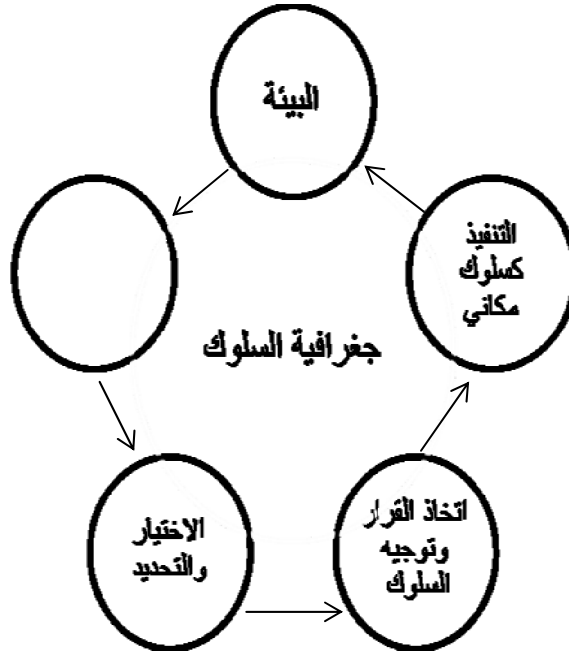 البيئة
التنفيذ
كسلوك
مكاني
جغرافية السلوك
الاختيار
والتحديد
اتخاذ القرار
وتوجيه
السلوك